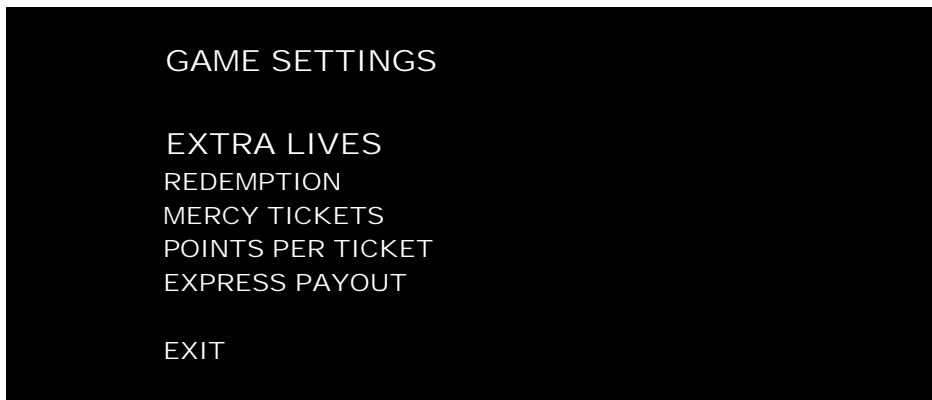 GAME SETTINGS
EXTRA LIVES
REDEMPTION
MERCY TICKETS
POINTS PER TICKET
EXPRESS PAYOUT
EXIT